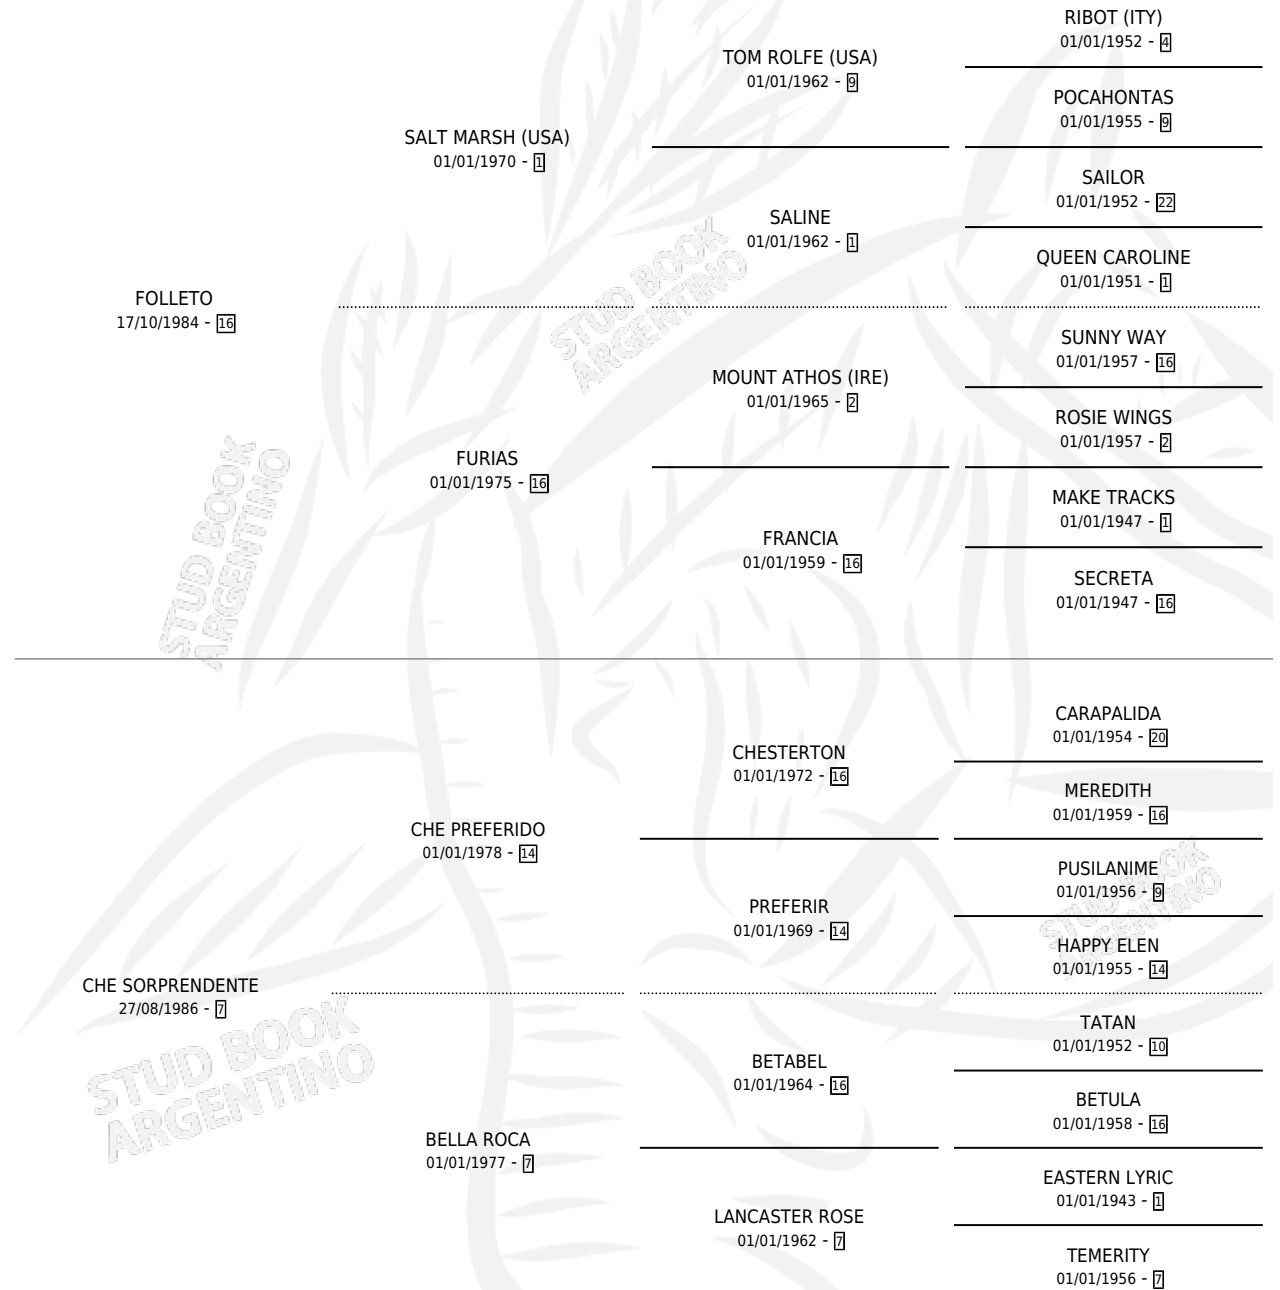 RIBOT (ITY)
01/01/1952 - 4
TOM ROLFE (USA)
01/01/1962 - 9
POCAHONTAS
01/01/1955 - 9
SALT MARSH (USA)
01/01/1970 - 1
SAILOR
01/01/1952 - 22
SALINE
01/01/1962 - 1
QUEEN CAROLINE
01/01/1951 - 1
FOLLETO
17/10/1984 - 16
SUNNY WAY
01/01/1957 - 16
MOUNT ATHOS (IRE)
01/01/1965 - 2
ROSIE WINGS
01/01/1957 - 2
FURIAS
01/01/1975 - 16
MAKE TRACKS
01/01/1947 - 1
FRANCIA
01/01/1959 - 16
SECRETA
01/01/1947 - 16
STUD BOOK
ARGENTINO
STUD BOOK
ARGENTINO
CARAPALIDA
01/01/1954 - 20
CHESTERTON
01/01/1972 - 16
MEREDITH
01/01/1959 - 16
CHE PREFERIDO
01/01/1978 - 14
PUSILANIME
01/01/1956 - 9
PREFERIR
01/01/1969 - 14
HAPPY ELEN
01/01/1955 - 14
STUD BOOK
ARGENTINO
CHE SORPRENDENTE
27/08/1986 - 7
TATAN
01/01/1952 - 10
BETABEL
01/01/1964 - 16
BETULA
01/01/1958 - 16
STUD BOOK
ARGENTINO
BELLA ROCA
01/01/1977 - 7
EASTERN LYRIC
01/01/1943 - 1
LANCASTER ROSE
01/01/1962 - 7
TEMERITY
01/01/1956 - 7